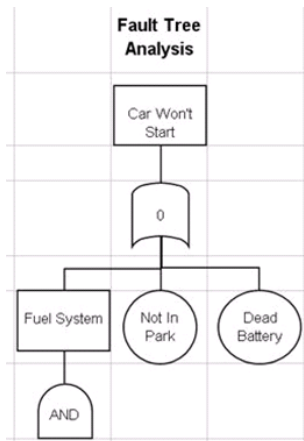 Fault Tree
Analysis
Car Won't
Start
0
Fuel System
Not In
Park
Dead
Battery
AND